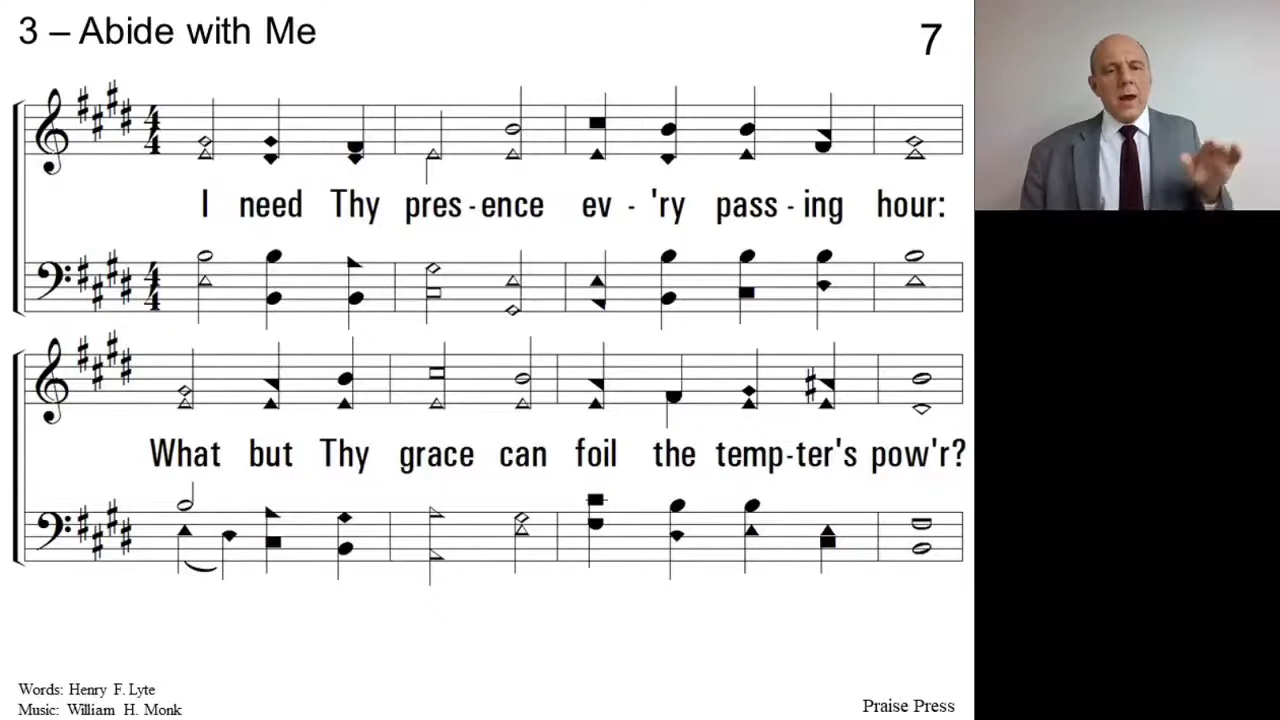 3 – Abide with Me
7
I need Thy pres - ence ev - 'ry pass - ing hour:
What but Thy grace can foil the temp - ter's pow'r?
Words: Henry F. Lyte
Music: William H. Monk
Praise Press